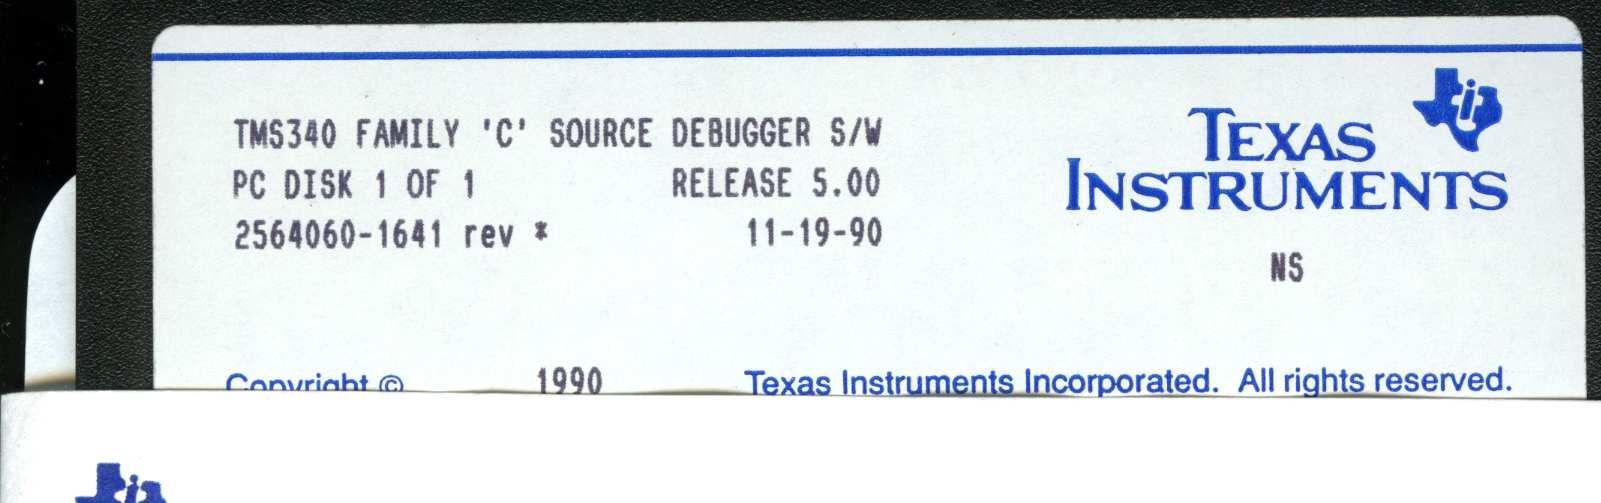 TMS340 FAMILY 'C' SOURCE DEBUGGER S/W
PC DISK 1 OF 1 RELEASE 5.00
2564060-1641 rev * 11-19-90
TEXAS
INSTRUMENTS
NS
Copyright © 1990 Texas Instruments Incorporated. All rights reserved.